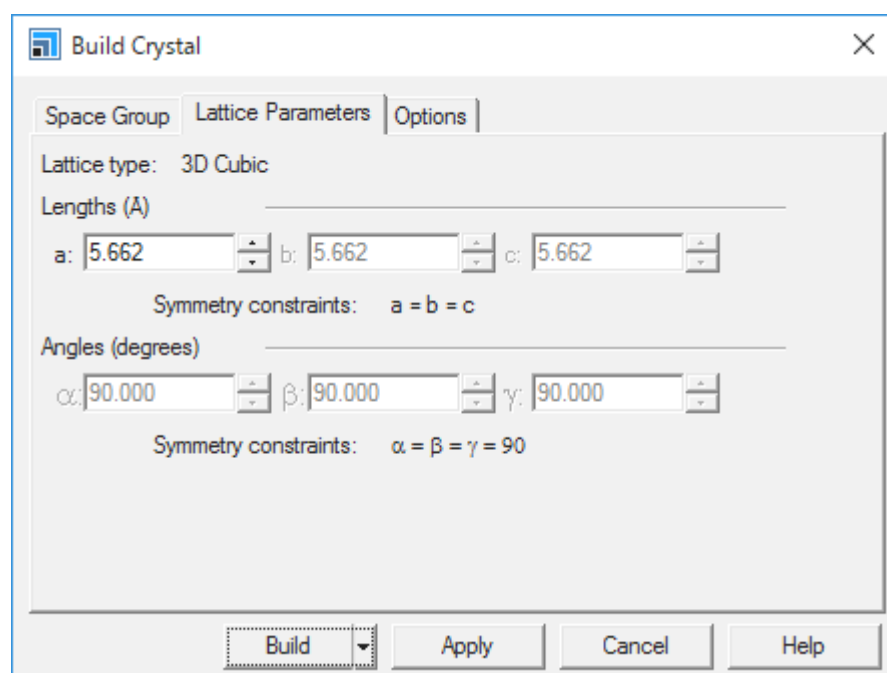 Build Crystal
Space Group Lattice Parameters Options
Lattice type: 3D Cubic
Lengths (Å)
a: 5.662 b: 5.662 c: 5.662
Symmetry constraints: a = b = c
Angles (degrees)
α: 90.000 β: 90.000 γ: 90.000
Symmetry constraints: α = β = γ = 90
Build Apply Cancel Help